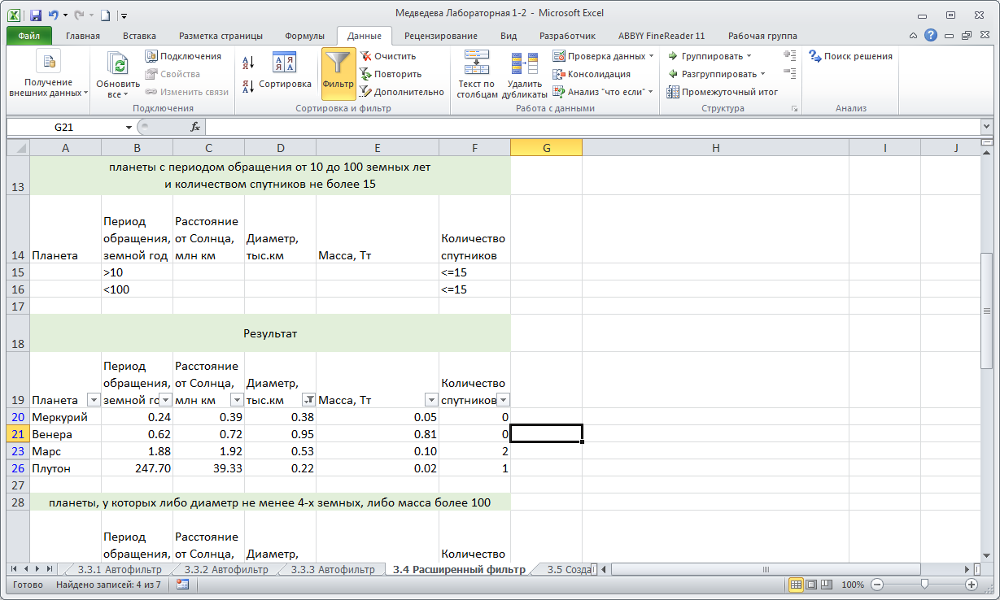 Медведева Лабораторная 1-2 - Microsoft Excel
Файл Главная Вставка Разметка страницы Формулы Данные Рецензирование Вид Разработчик ABBYY FineReader 11 Рабочая группа
Получение внешних данных
Обновить все
Подключения
Свойства
Изменить связи
Подключения
А Я
Я А
Сортировка
Фильтр
Очистить
Повторить
Дополнительно
Сортировка и фильтр
Текст по столбцам
Удалить дубликаты
Проверка данных
Консолидация
Анализ "что если"
Работа с данными
Группировать
Разгруппировать
Промежуточный итог
Структура
Поиск решения
Анализ
G21 fx
A B C D E F G H I J
13 планеты с периодом обращения от 10 до 100 земных лет
и количеством спутников не более 15
14 Планета Период обращения, земной год Расстояние от Солнца, млн км Диаметр, тыс.км Масса, Тт Количество спутников
15 >10 <=15
16 <100 <=15
17
18 Результат
19 Планета Период обращения, земной го Расстояние от Солнца, млн км Диаметр, тыс.км Масса, Тт Количество спутников
20 Меркурий 0.24 0.39 0.38 0.05 0
21 Венера 0.62 0.72 0.95 0.81 0
23 Марс 1.88 1.92 0.53 0.10 2
26 Плутон 247.70 39.33 0.22 0.02 1
27
28 планеты, у которых либо диаметр не менее 4-х земных, либо масса более 100
Период обращения, Расстояние от Солнца, Диаметр, Количество
3.3.1 Автофильтр 3.3.2 Автофильтр 3.3.3 Автофильтр 3.4 Расширенный фильтр 3.5 Созда
Готово Найдено записей: 4 из 7 100%